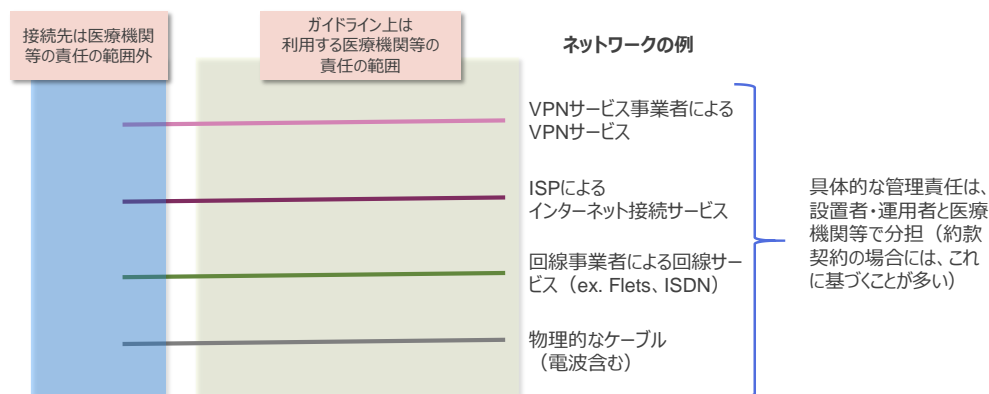 接続先は医療機関
等の責任の範囲外
ガイドライン上は
利用する医療機関等の
責任の範囲
ネットワークの例
VPNサービス事業者による
VPNサービス
ISPによる
インターネット接続サービス
回線事業者による回線サー
ビス（ex. Flets、ISDN）
物理的なケーブル
（電波含む）
具体的な管理責任は、
設置者・運用者と医療
機関等で分担（約款
契約の場合には、これ
に基づくことが多い）